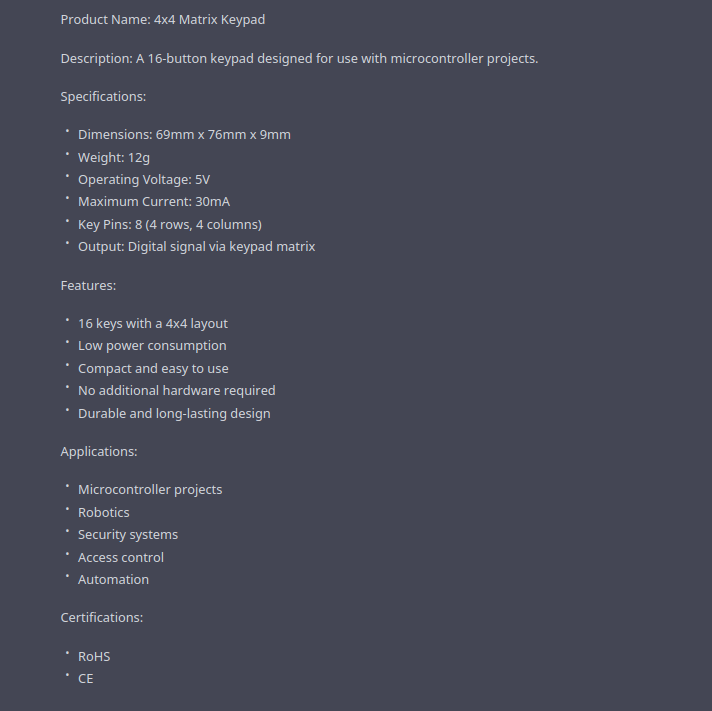 Product Name: 4x4 Matrix Keypad
Description: A 16-button keypad designed for use with microcontroller projects.
Specifications:
• Dimensions: 69mm x 76mm x 9mm
• Weight: 12g
• Operating Voltage: 5V
• Maximum Current: 30mA
• Key Pins: 8 (4 rows, 4 columns)
• Output: Digital signal via keypad matrix
Features:
• 16 keys with a 4x4 layout
• Low power consumption
• Compact and easy to use
• No additional hardware required
• Durable and long-lasting design
Applications:
• Microcontroller projects
• Robotics
• Security systems
• Access control
• Automation
Certifications:
• RoHS
• CE